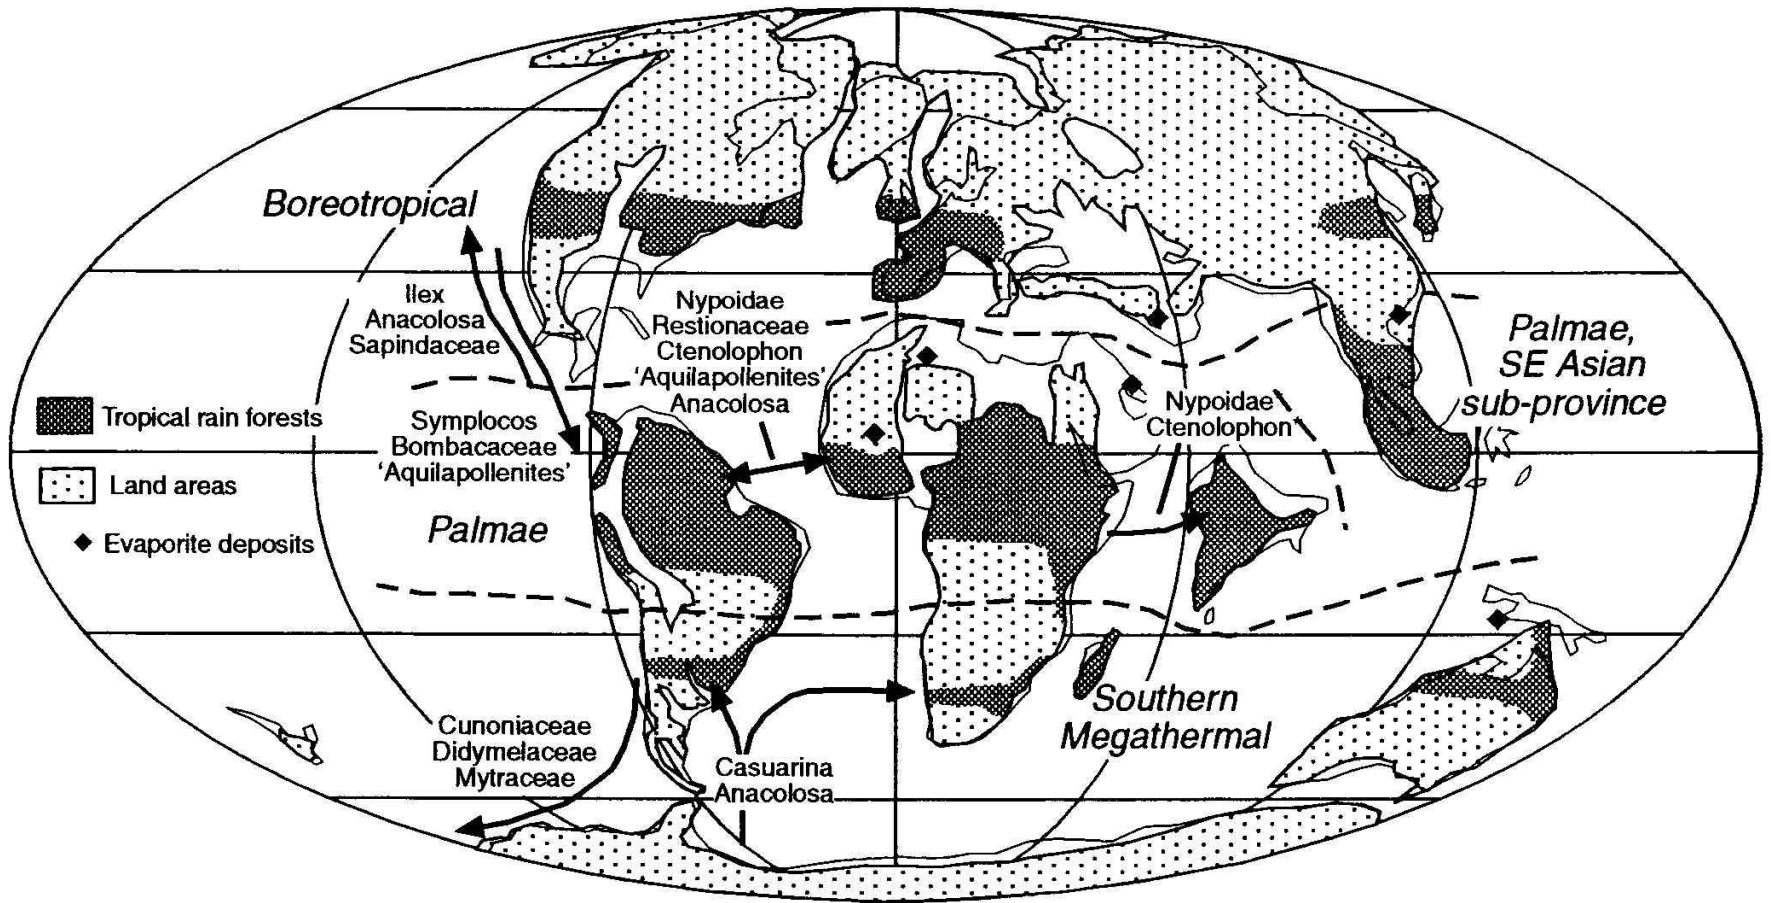 Boreotropical
Ilex
Anacolosa
Sapindaceae
Nypoidae
Restionaceae
Ctenolophon
'Aquilapollenites'
Anacolosa
Palmae,
SE Asian
sub-province
Nypoidae
Ctenolophon
Tropical rain forests
Symplocos
Bombacaceae
'Aquilapollenites'
Land areas
Palmae
Evaporite deposits
Southern
Megathermal
Cunoniaceae
Didymelaceae
Mytraceae
Casuarina
Anacolosa